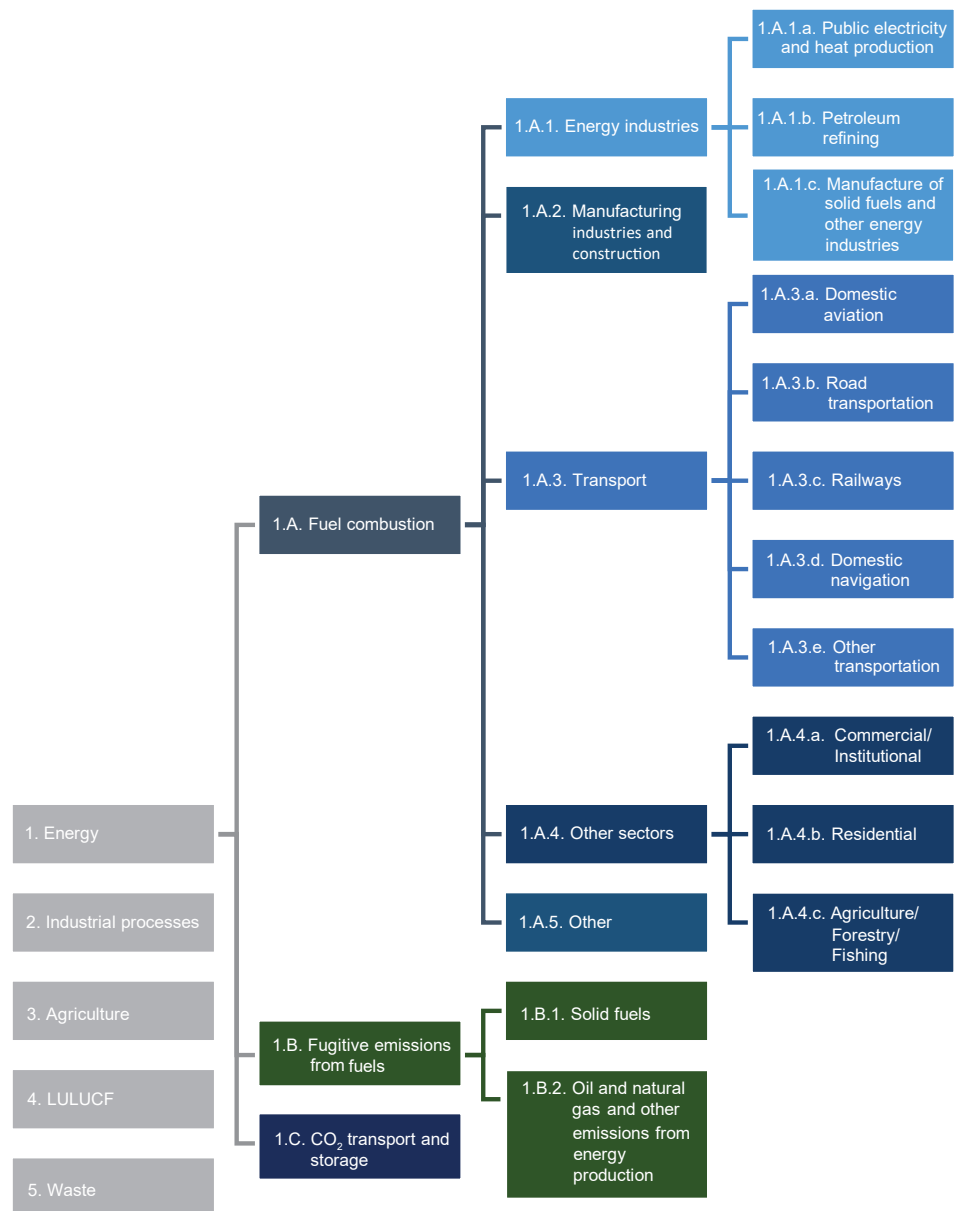 1. Energy
2. Industrial processes
3. Agriculture
4. LULUCF
5. Waste
1.A. Fuel combustion
1.B. Fugitive emissions
from fuels
1.C. CO₂ transport and
storage
1.A.1. Energy industries
1.A.2. Manufacturing
industries and
construction
1.A.3. Transport
1.A.4. Other sectors
1.A.5. Other
1.B.1. Solid fuels
1.B.2. Oil and natural
gas and other
emissions from
energy
production
1.A.1.a. Public electricity
and heat production
1.A.1.b. Petroleum
refining
1.A.1.c. Manufacture of
solid fuels and
other energy
industries
1.A.3.a. Domestic
aviation
1.A.3.b. Road
transportation
1.A.3.c. Railways
1.A.3.d. Domestic
navigation
1.A.3.e. Other
transportation
1.A.4.a. Commercial/
Institutional
1.A.4.b. Residential
1.A.4.c. Agriculture/
Forestry/
Fishing